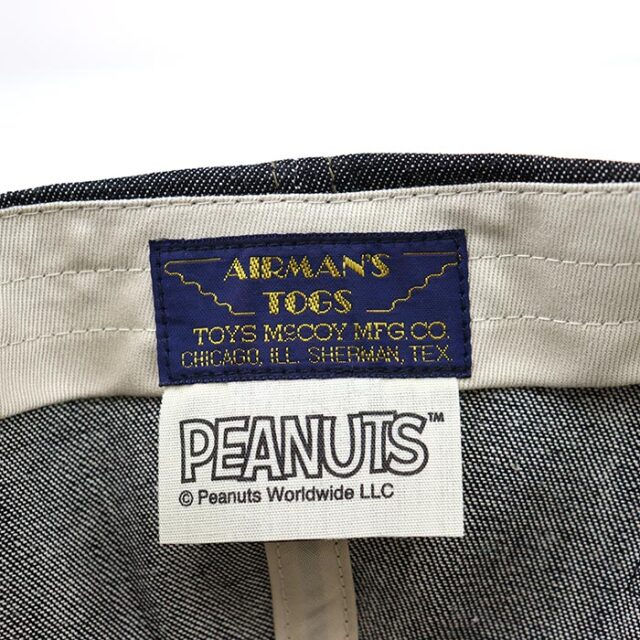 AIRMAN'S
TOGS
TOYS McCOY MFG.CO.
CHICAGO, ILL. SHERMAN, TEX.
PEANUTS™
© Peanuts Worldwide LLC